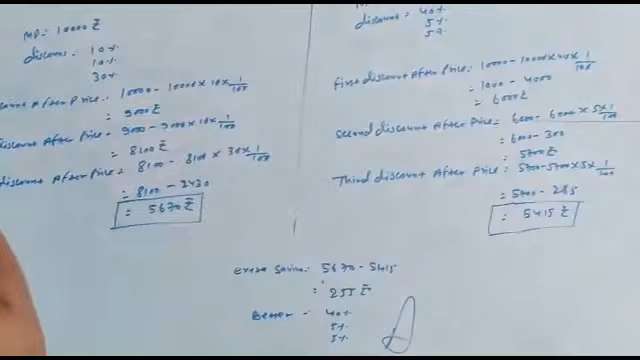 MP: 10000 ₹
discoun: 10%
10%
30%
count After Price: 10000 - 10000 x 10 x 1/100
= 9000 ₹
discount After Price = 900 - 9000 x 10 x 1/100
= 8100 ₹
discount After Price = 8100 - 8100 x 30 x 1/100
= 8100 - 2430
= 5670 ₹
discount: 40%
5%
5%
first discount After Price: 10000 - 10000 x 40 x 1/100
= 1000 - 4000
= 6000 ₹
second discount After Price = 6000 - 6000 x 5 x 1/100
= 6000 - 300
= 5700 ₹
Third discount After Price: 5700 - 5700 x 5 x 1/100
= 5700 - 285
= 5415 ₹
extra Saving: 5670 - 5415
= 255 ₹
Better - 40%
5%
5%